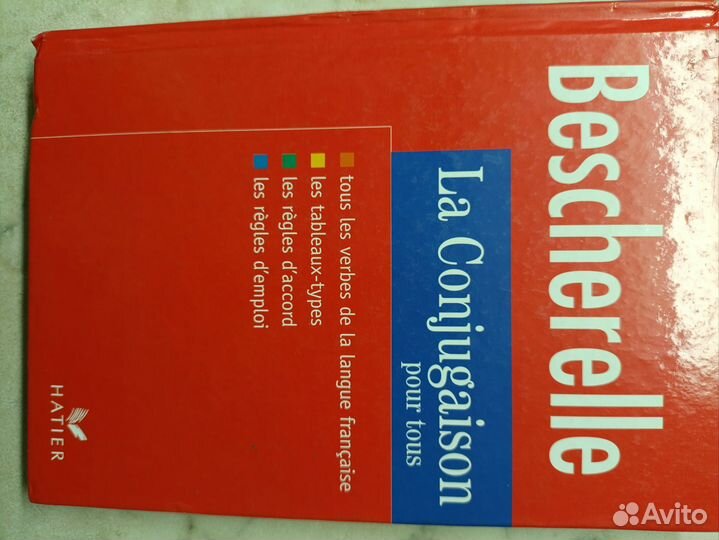 Bescherelle
La Conjugaison
pour tous
tous les verbes de la langue française
les tableaux-types
les règles d'accord
les règles d'emploi
HATIER
Avito